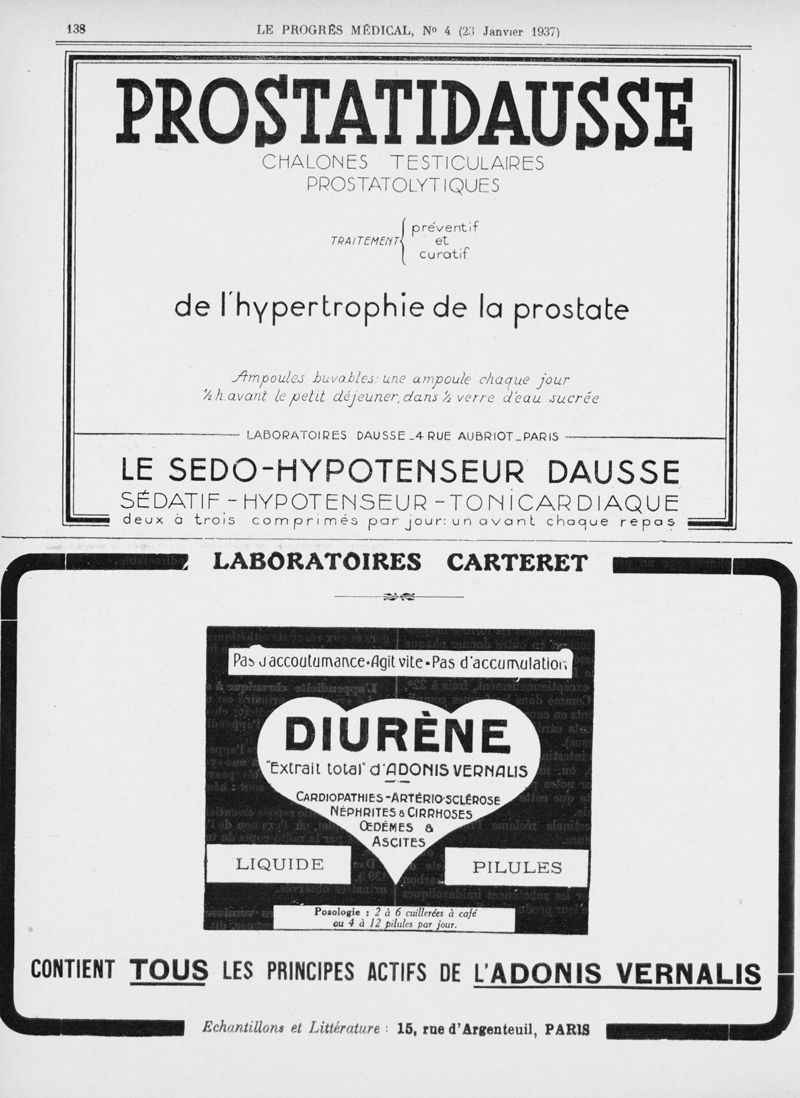 138
LE PROGRÈS MÉDICAL, No 4 (23 Janvier 1937)
PROSTATIDAUSSE
CHALONES TESTICULAIRES
PROSTATOLYTIQUES
TRAITEMENT { préventif
et
curatif
de l'hypertrophie de la prostate
Ampoules buvables: une ampoule chaque jour
½ h. avant le petit déjeuner, dans ½ verre d'eau sucrée
LABORATOIRES DAUSSE _ 4 RUE AUBRIOT _ PARIS
LE SEDO-HYPOTENSEUR DAUSSE
SÉDATIF - HYPOTENSEUR - TONICARDIAQUE
deux à trois comprimés par jour: un avant chaque repas
LABORATOIRES CARTERET
Pas d'accoutumance • Agit vite • Pas d'accumulation
DIURÈNE
"Extrait total" d'ADONIS VERNALIS
CARDIOPATHIES - ARTÉRIO-SCLÉROSE
NÉPHRITES & CIRRHOSES
ŒDÈMES &
ASCITES
LIQUIDE
PILULES
Posologie : 2 à 6 cuillerées à café
ou 4 à 12 pilules par jour.
CONTIENT TOUS LES PRINCIPES ACTIFS DE L'ADONIS VERNALIS
Echantillons et Littérature : 15, rue d'Argenteuil, PARIS